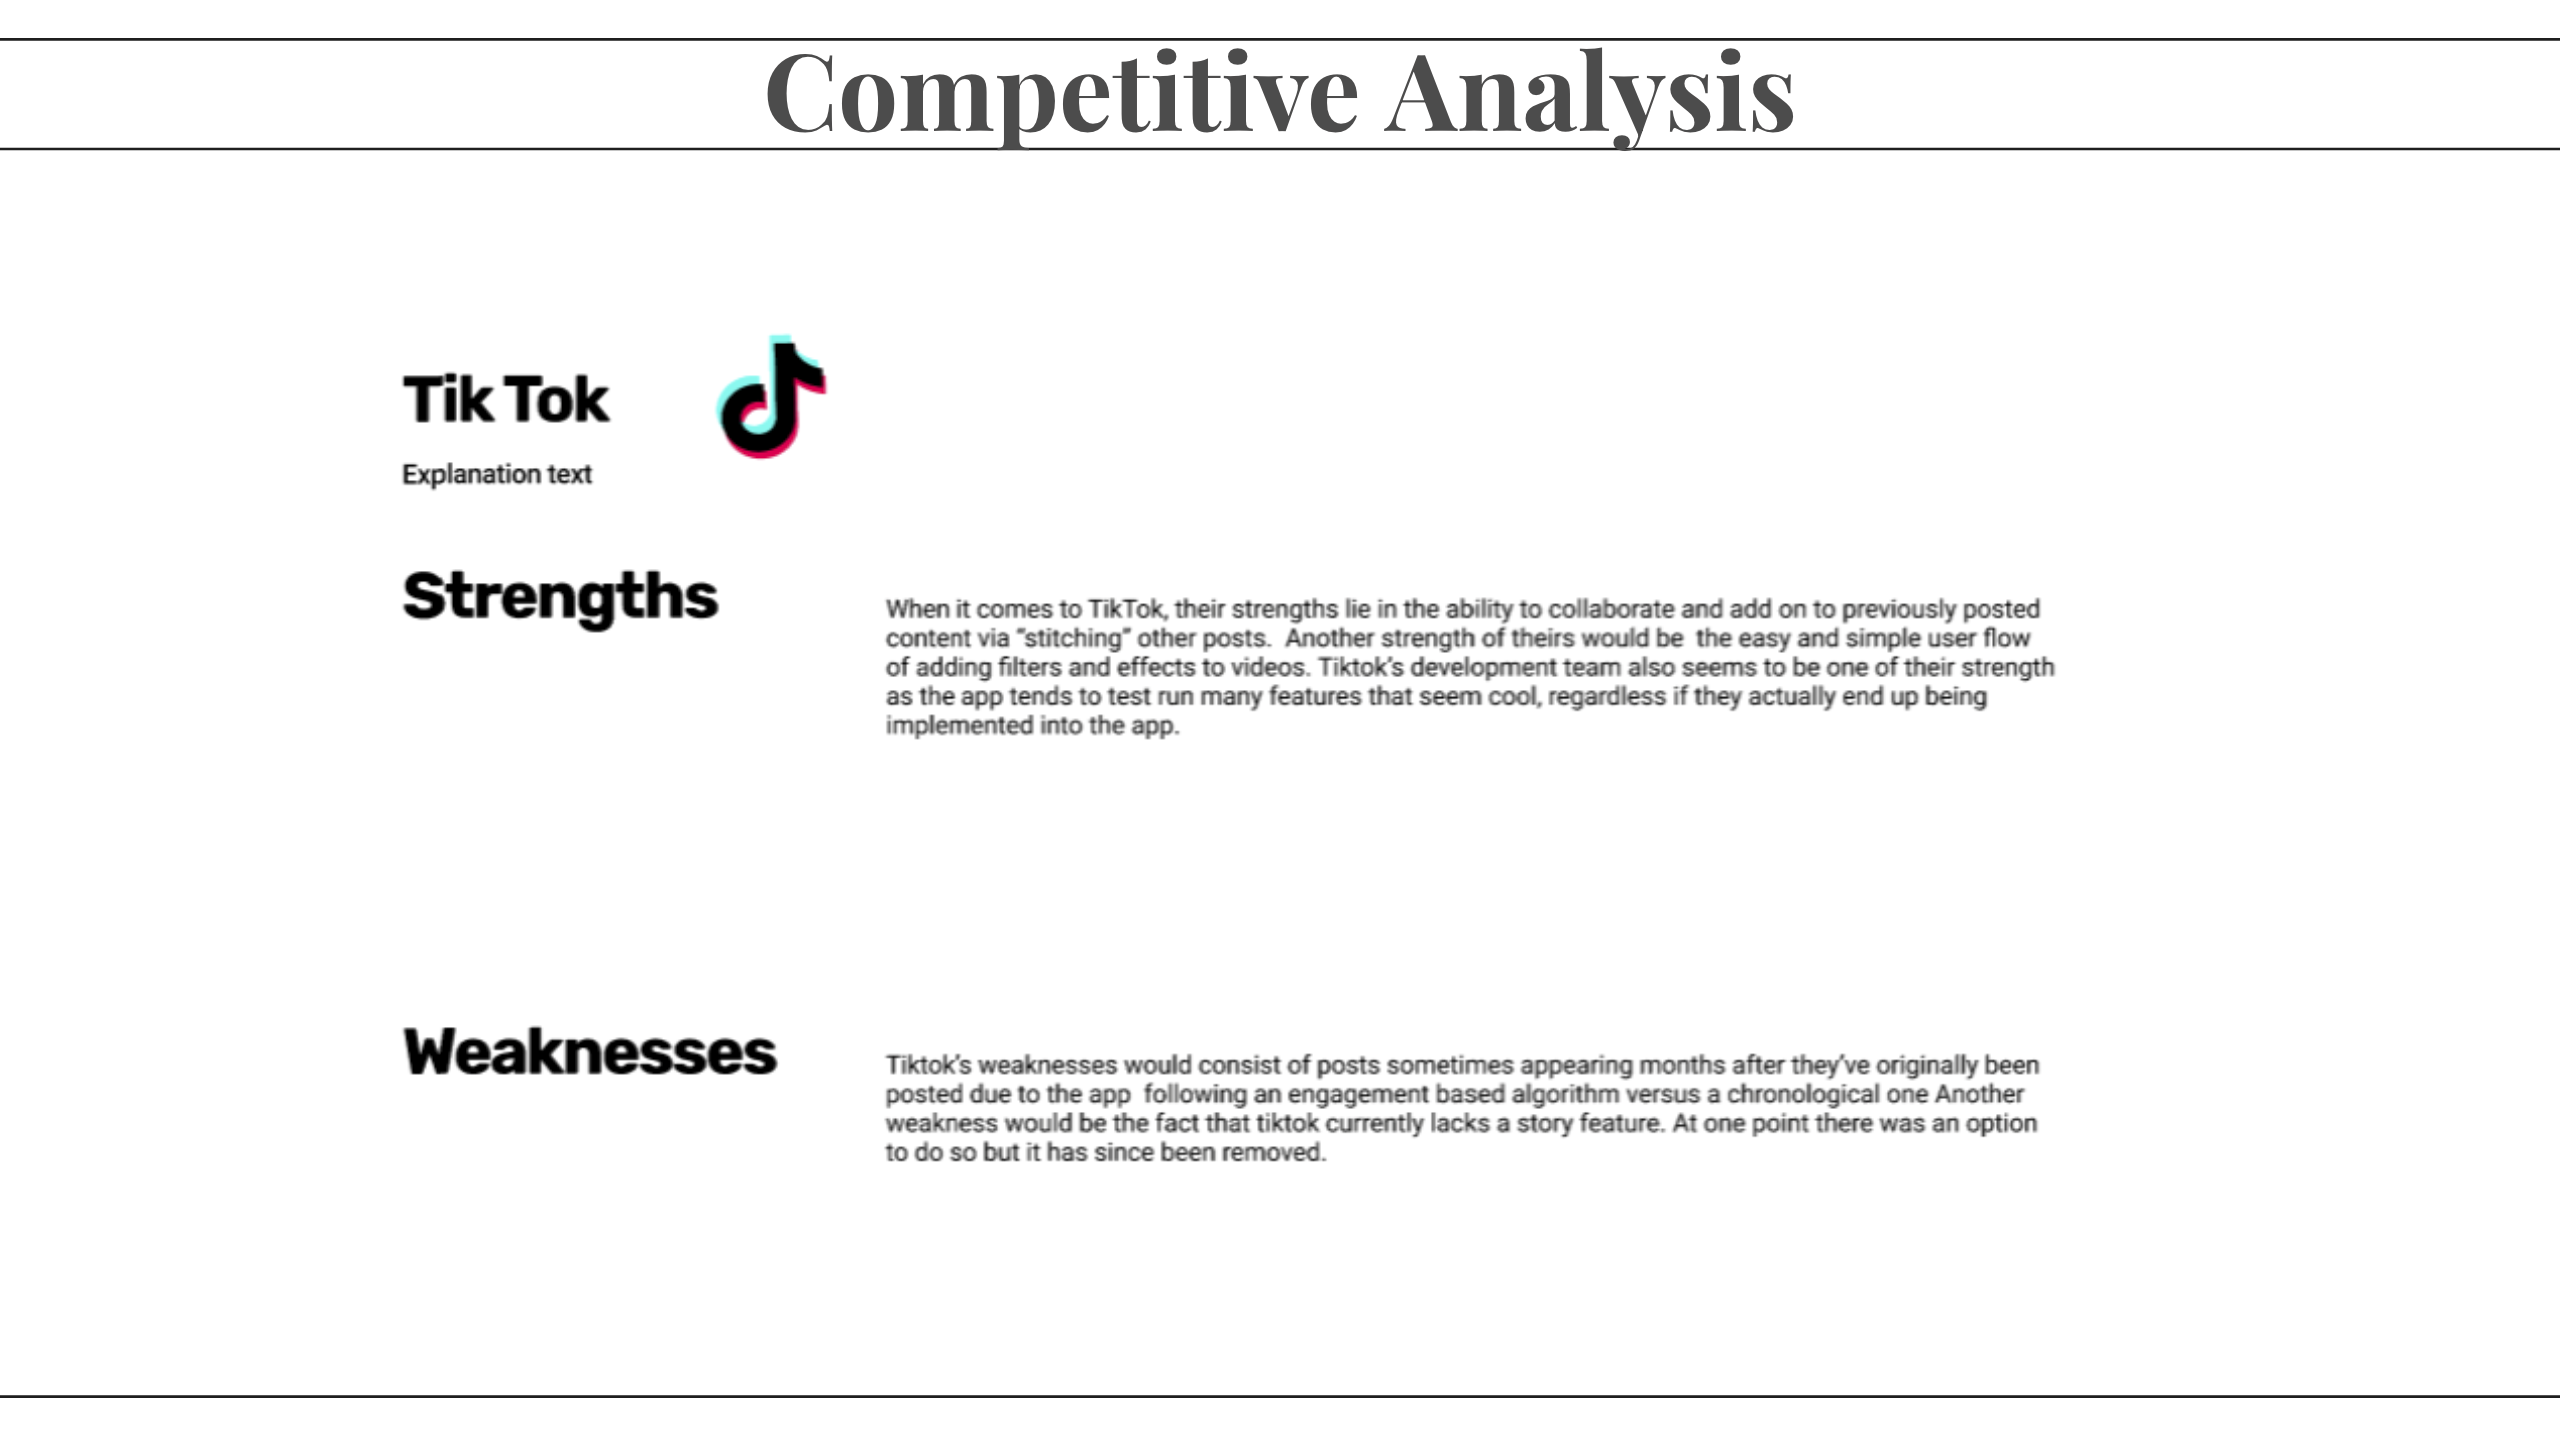 Competitive Analysis
Tik Tok
Explanation text
Strengths
When it comes to TikTok, their strengths lie in the ability to collaborate and add on to previously posted
content via “stitching” other posts.  Another strength of theirs would be  the easy and simple user flow
of adding filters and effects to videos. Tiktok’s development team also seems to be one of their strength
as the app tends to test run many features that seem cool, regardless if they actually end up being
implemented into the app.
Weaknesses
Tiktok’s weaknesses would consist of posts sometimes appearing months after they’ve originally been
posted due to the app  following an engagement based algorithm versus a chronological one Another
weakness would be the fact that tiktok currently lacks a story feature. At one point there was an option
to do so but it has since been removed.